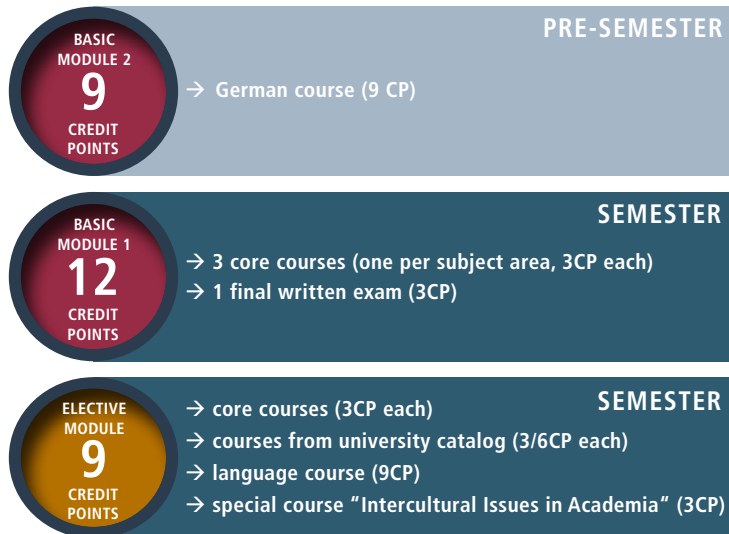 PRE-SEMESTER
BASIC
MODULE 2
9
CREDIT
POINTS
→ German course (9 CP)
SEMESTER
BASIC
MODULE 1
12
CREDIT
POINTS
→ 3 core courses (one per subject area, 3CP each)
→ 1 final written exam (3CP)
SEMESTER
ELECTIVE
MODULE
9
CREDIT
POINTS
→ core courses (3CP each)
→ courses from university catalog (3/6CP each)
→ language course (9CP)
→ special course “Intercultural Issues in Academia“ (3CP)